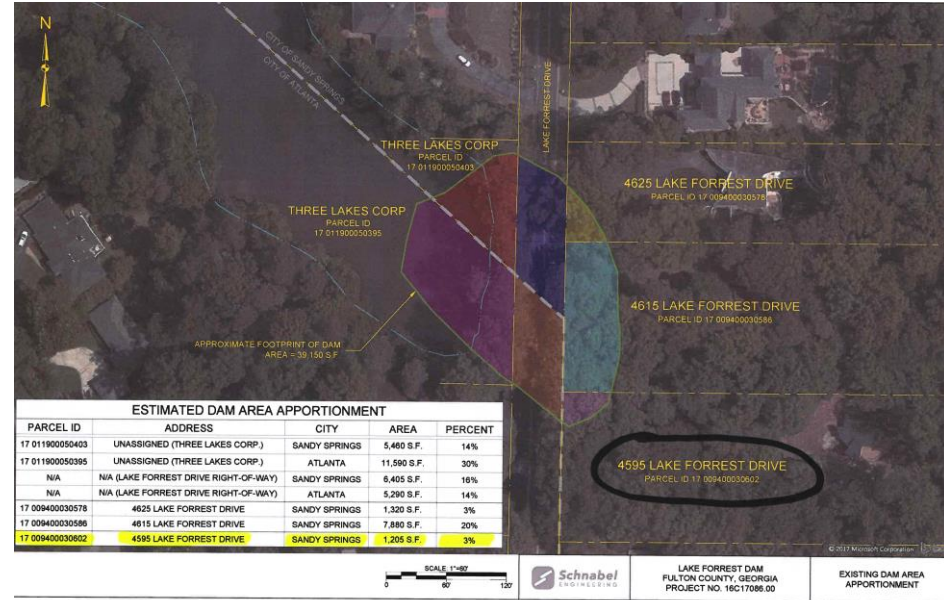 N
CITY OF SANDY SPRINGS
CITY OF ATLANTA
LAKE FORREST DRIVE
THREE LAKES CORP
PARCEL ID
17 011900050403
THREE LAKES CORP
PARCEL ID
17 011900050395
4625 LAKE FORREST DRIVE
PARCEL ID 17 009400030578
4615 LAKE FORREST DRIVE
PARCEL ID 17 009400030586
APPROXIMATE FOOTPRINT OF DAM
AREA = 39,150 S.F.
4595 LAKE FORREST DRIVE
PARCEL ID 17 009400030602
ESTIMATED DAM AREA APPORTIONMENT
PARCEL ID ADDRESS CITY AREA PERCENT
17 011900050403 UNASSIGNED (THREE LAKES CORP.) SANDY SPRINGS 5,460 S.F. 14%
17 011900050395 UNASSIGNED (THREE LAKES CORP.) ATLANTA 11,590 S.F. 30%
N/A N/A (LAKE FORREST DRIVE RIGHT-OF-WAY) SANDY SPRINGS 6,405 S.F. 16%
N/A N/A (LAKE FORREST DRIVE RIGHT-OF-WAY) ATLANTA 5,290 S.F. 14%
17 009400030578 4625 LAKE FORREST DRIVE SANDY SPRINGS 1,320 S.F. 3%
17 009400030586 4615 LAKE FORREST DRIVE SANDY SPRINGS 7,880 S.F. 20%
17 009400030602 4595 LAKE FORREST DRIVE SANDY SPRINGS 1,205 S.F. 3%
© 2017 Microsoft Corporation
SCALE, 1"=60'
0 60' 120'
Schnabel
ENGINEERING
LAKE FORREST DAM
FULTON COUNTY, GEORGIA
PROJECT NO. 16C17086.00
EXISTING DAM AREA
APPORTIONMENT